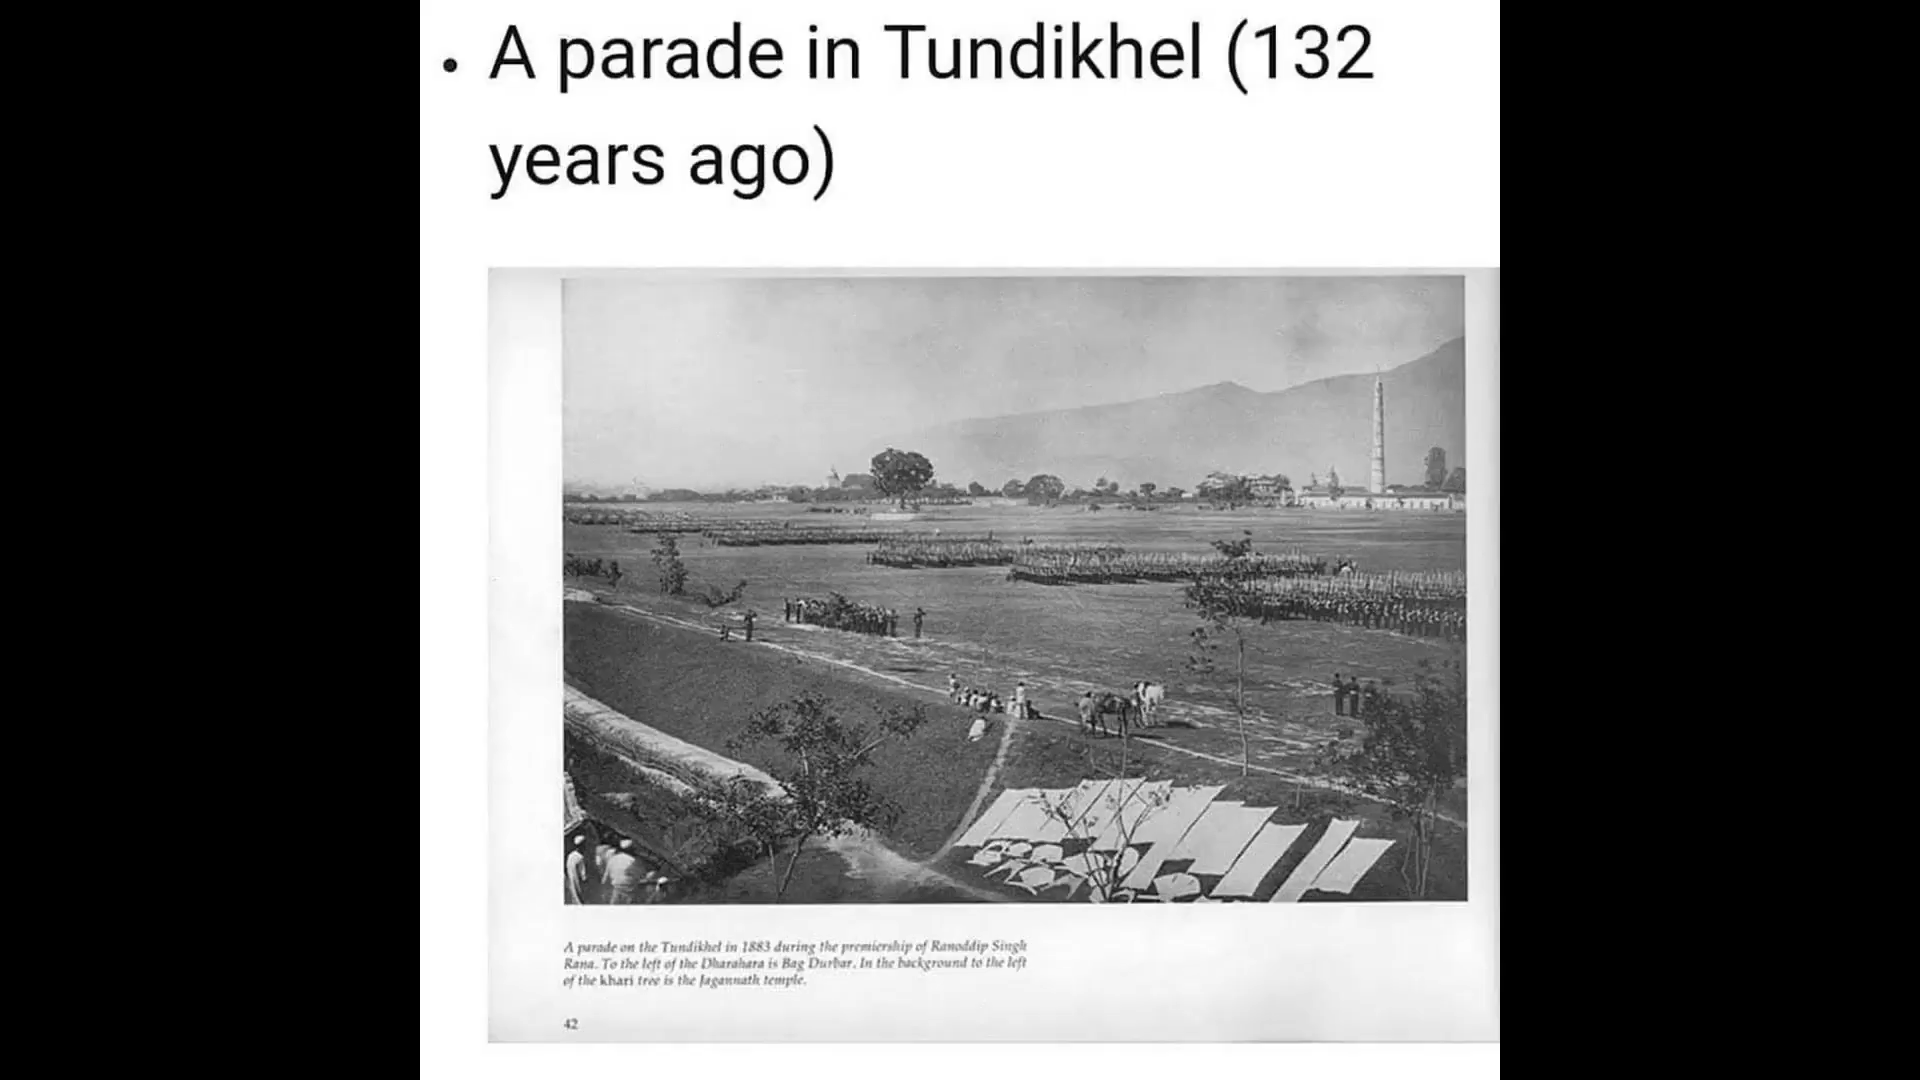 • A parade in Tundikhel (132
years ago)
A parade on the Tundikhel in 1883 during the premiership of Ranoddip Singh
Rana. To the left of the Dharahara is Bag Durbar. In the background to the left
of the khari tree is the Jagannath temple.
42